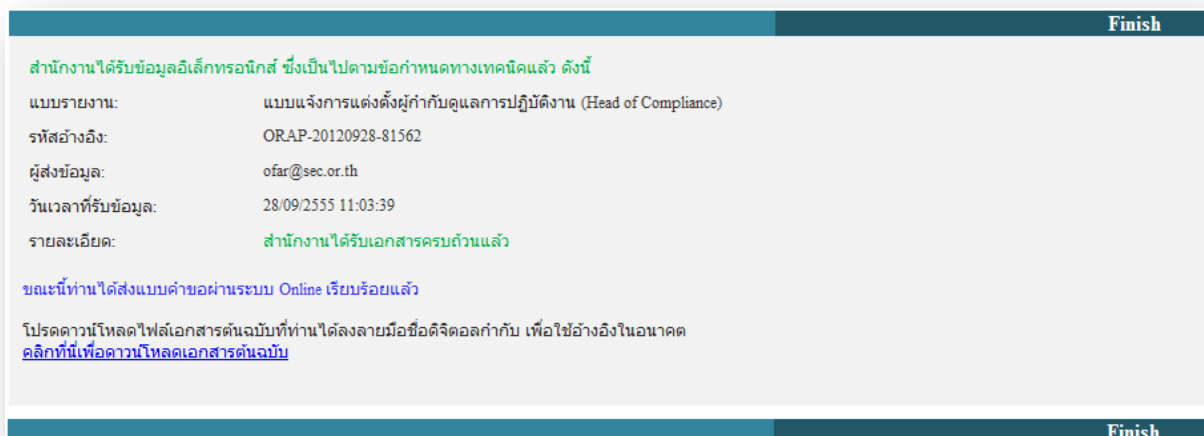 Finish
สำนักงานได้รับข้อมูลอิเล็กทรอนิกส์ ซึ่งเป็นไปตามข้อกำหนดทางเทคนิคแล้ว ดังนี้
แบบรายงาน: แบบแจ้งการแต่งตั้งผู้กำกับดูแลการปฏิบัติงาน (Head of Compliance)
รหัสอ้างอิง: ORAP-20120928-81562
ผู้ส่งข้อมูล: ofar@sec.or.th
วันเวลาที่รับข้อมูล: 28/09/2555 11:03:39
รายละเอียด: สำนักงานได้รับเอกสารครบถ้วนแล้ว
ขณะนี้ท่านได้ส่งแบบคำขอผ่านระบบ Online เรียบร้อยแล้ว
โปรดดาวน์โหลดไฟล์เอกสารต้นฉบับที่ท่านได้ลงลายมือชื่อดิจิตอลกำกับ เพื่อใช้อ้างอิงในอนาคต
คลิกที่นี่เพื่อดาวน์โหลดเอกสารต้นฉบับ
Finish